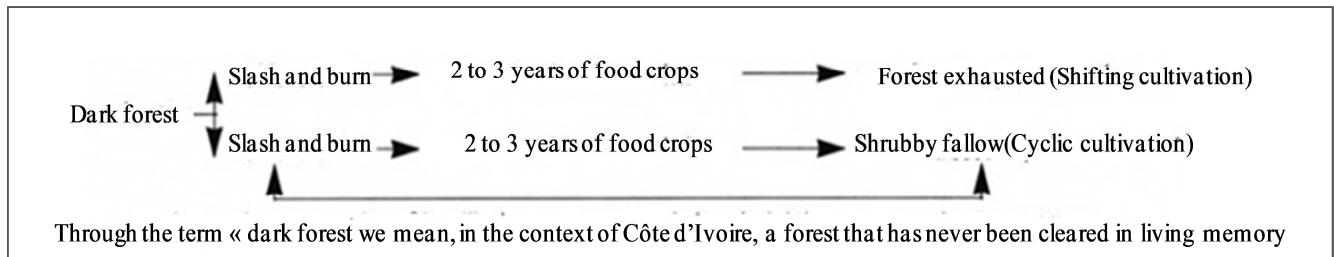 Slash and burn 2 to 3 years of food crops Forest exhausted (Shifting cultivation)
Dark forest
Slash and burn 2 to 3 years of food crops Shrubby fallow(Cyclic cultivation)
Through the term « dark forest we mean, in the context of Côte d'Ivoire, a forest that has never been cleared in living memory